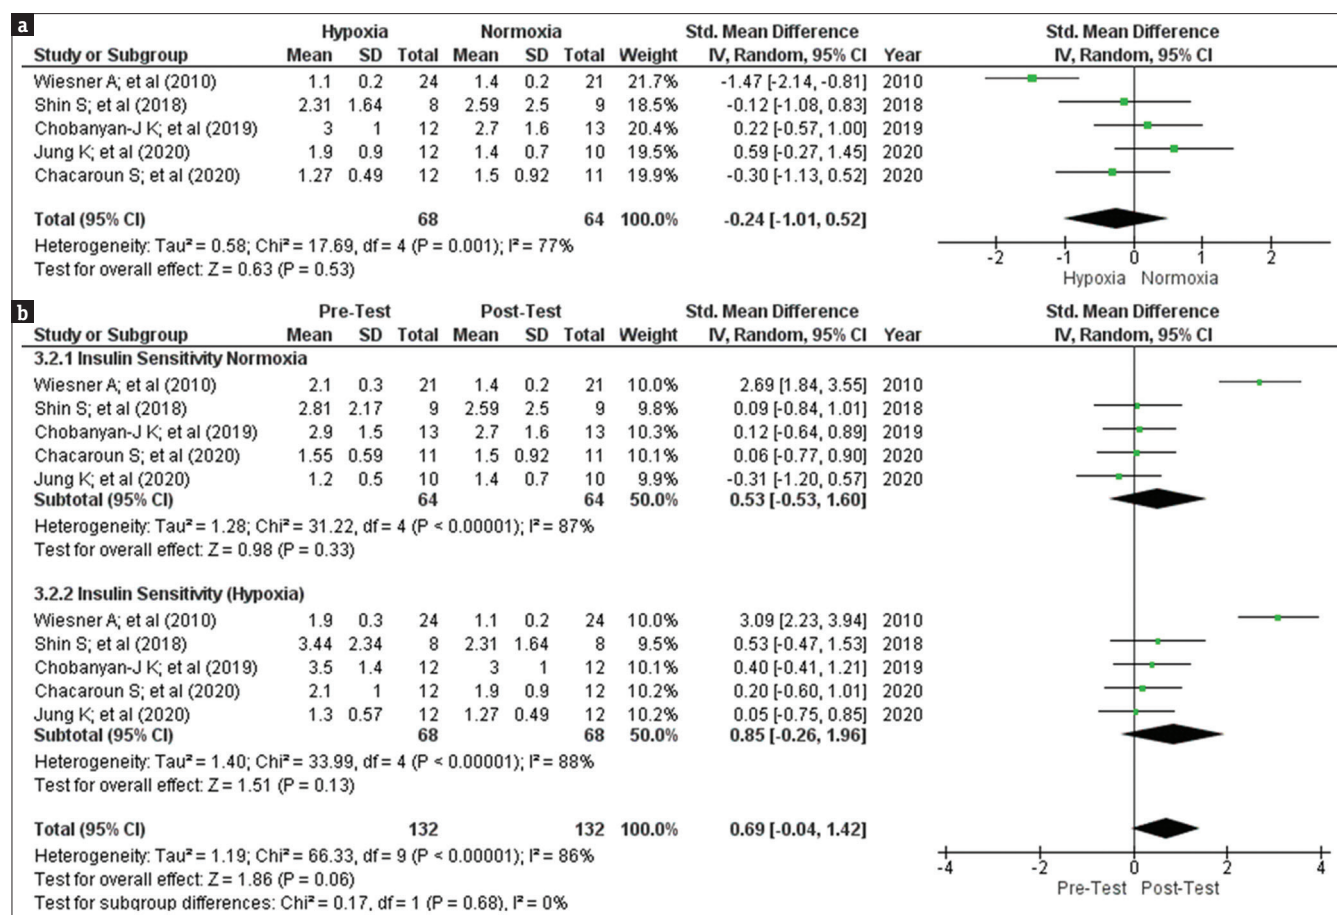 a
Hypoxia Normoxia Std. Mean Difference Std. Mean Difference
Study or Subgroup Mean SD Total Mean SD Total Weight IV, Random, 95% CI Year IV, Random, 95% CI
Wiesner A; et al (2010) 1.1 0.2 24 1.4 0.2 21 21.7% -1.47 [-2.14, -0.81] 2010
Shin S; et al (2018) 2.31 1.64 8 2.59 2.5 9 18.5% -0.12 [-1.08, 0.83] 2018
Chobanyan-J K; et al (2019) 3 1 12 2.7 1.6 13 20.4% 0.22 [-0.57, 1.00] 2019
Jung K; et al (2020) 1.9 0.9 12 1.4 0.7 10 19.5% 0.59 [-0.27, 1.45] 2020
Chacaroun S; et al (2020) 1.27 0.49 12 1.5 0.92 11 19.9% -0.30 [-1.13, 0.52] 2020
Total (95% CI) 68 64 100.0% -0.24 [-1.01, 0.52]
Heterogeneity: Tau² = 0.58; Chi² = 17.69, df = 4 (P = 0.001); I² = 77%
Test for overall effect: Z = 0.63 (P = 0.53)
-2 -1 0 1 2
Hypoxia Normoxia
b
Pre-Test Post-Test Std. Mean Difference Std. Mean Difference
Study or Subgroup Mean SD Total Mean SD Total Weight IV, Random, 95% CI Year IV, Random, 95% CI
3.2.1 Insulin Sensitivity Normoxia
Wiesner A; et al (2010) 2.1 0.3 21 1.4 0.2 21 10.0% 2.69 [1.84, 3.55] 2010
Shin S; et al (2018) 2.81 2.17 9 2.59 2.5 9 9.8% 0.09 [-0.84, 1.01] 2018
Chobanyan-J K; et al (2019) 2.9 1.5 13 2.7 1.6 13 10.3% 0.12 [-0.64, 0.89] 2019
Chacaroun S; et al (2020) 1.55 0.59 11 1.5 0.92 11 10.1% 0.06 [-0.77, 0.90] 2020
Jung K; et al (2020) 1.2 0.5 10 1.4 0.7 10 9.9% -0.31 [-1.20, 0.57] 2020
Subtotal (95% CI) 64 64 50.0% 0.53 [-0.53, 1.60]
Heterogeneity: Tau² = 1.28; Chi² = 31.22, df = 4 (P < 0.00001); I² = 87%
Test for overall effect: Z = 0.98 (P = 0.33)
3.2.2 Insulin Sensitivity (Hypoxia)
Wiesner A; et al (2010) 1.9 0.3 24 1.1 0.2 24 10.0% 3.09 [2.23, 3.94] 2010
Shin S; et al (2018) 3.44 2.34 8 2.31 1.64 8 9.5% 0.53 [-0.47, 1.53] 2018
Chobanyan-J K; et al (2019) 3.5 1.4 12 3 1 12 10.1% 0.40 [-0.41, 1.21] 2019
Chacaroun S; et al (2020) 2.1 1 12 1.9 0.9 12 10.2% 0.20 [-0.60, 1.01] 2020
Jung K; et al (2020) 1.3 0.57 12 1.27 0.49 12 10.2% 0.05 [-0.75, 0.85] 2020
Subtotal (95% CI) 68 68 50.0% 0.85 [-0.26, 1.96]
Heterogeneity: Tau² = 1.40; Chi² = 33.99, df = 4 (P < 0.00001); I² = 88%
Test for overall effect: Z = 1.51 (P = 0.13)
Total (95% CI) 132 132 100.0% 0.69 [-0.04, 1.42]
Heterogeneity: Tau² = 1.19; Chi² = 66.33, df = 9 (P < 0.00001); I² = 86%
Test for overall effect: Z = 1.86 (P = 0.06)
Test for subgroup differences: Chi² = 0.17, df = 1 (P = 0.68), I² = 0%
-4 -2 0 2 4
Pre-Test Post-Test